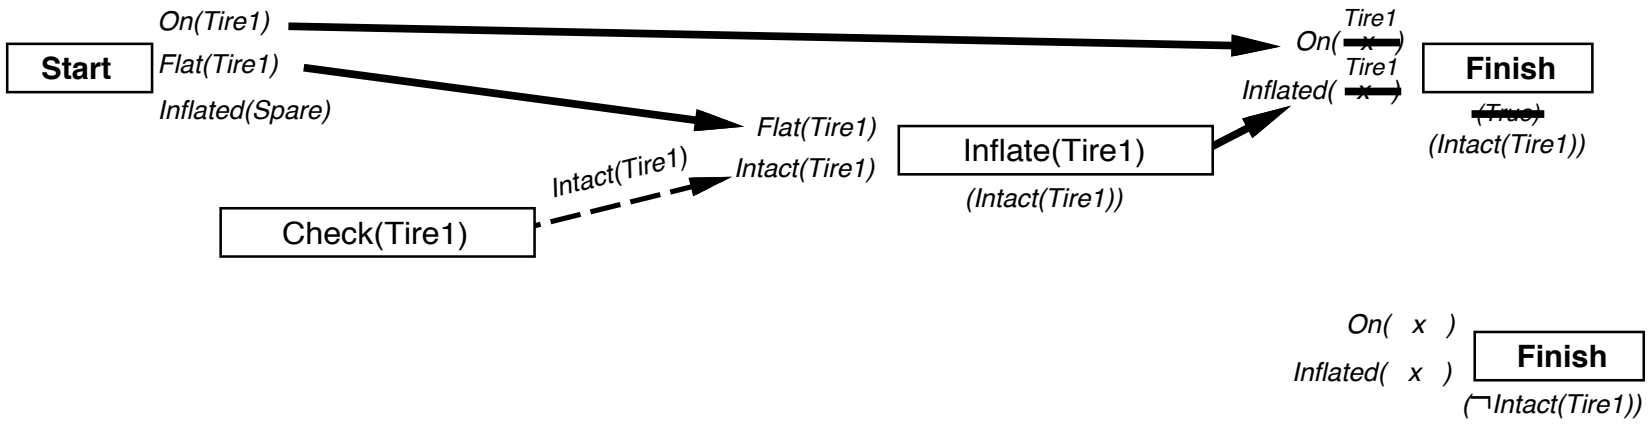 On(Tire1)
Start
Flat(Tire1)
Inflated(Spare)
Tire1
On( x )
Tire1
Inflated( x )
Finish
(True)
(Intact(Tire1))
Flat(Tire1)
Intact(Tire1)
Inflate(Tire1)
(Intact(Tire1))
Intact(Tire1)
Check(Tire1)
On( x )
Inflated( x )
Finish
(¬Intact(Tire1))